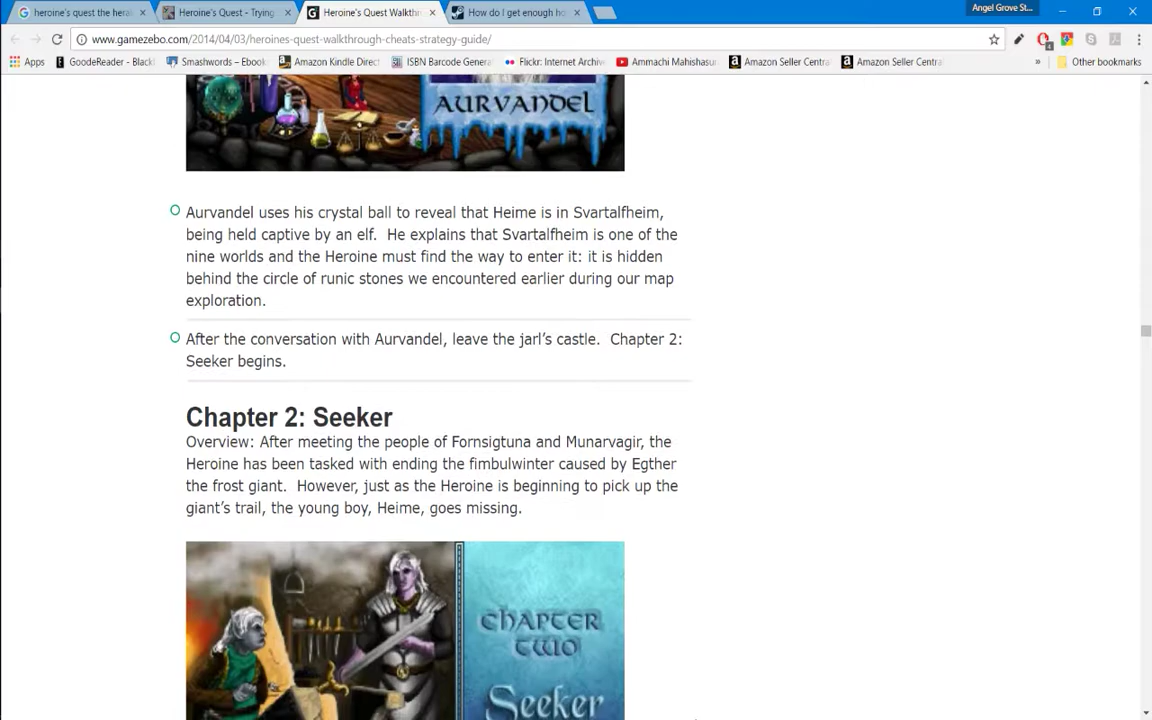 heroine's quest the hera
Heroine's Quest - Trying
Heroine's Quest Walkthr
How do I get enough ho
Angel Grove St...
www.gamezebo.com/2014/04/03/heroines-quest-walkthrough-cheats-strategy-guide/
Apps
GoodeReader - Black
Smashwords – Ebook
Amazon Kindle Direct
ISBN Barcode Genera
Flickr: Internet Archiv
Ammachi Mahishasu
Amazon Seller Centra
Amazon Seller Centra
»
Other bookmarks
AURVANDEL
Aurvandel uses his crystal ball to reveal that Heime is in Svartalfheim,
being held captive by an elf. He explains that Svartalfheim is one of the
nine worlds and the Heroine must find the way to enter it: it is hidden
behind the circle of runic stones we encountered earlier during our map
exploration.
After the conversation with Aurvandel, leave the jarl's castle. Chapter 2:
Seeker begins.
Chapter 2: Seeker
Overview: After meeting the people of Fornsigtuna and Munarvagir, the
Heroine has been tasked with ending the fimbulwinter caused by Egther
the frost giant. However, just as the Heroine is beginning to pick up the
giant's trail, the young boy, Heime, goes missing.
CHAPTER
TWO
Seeker